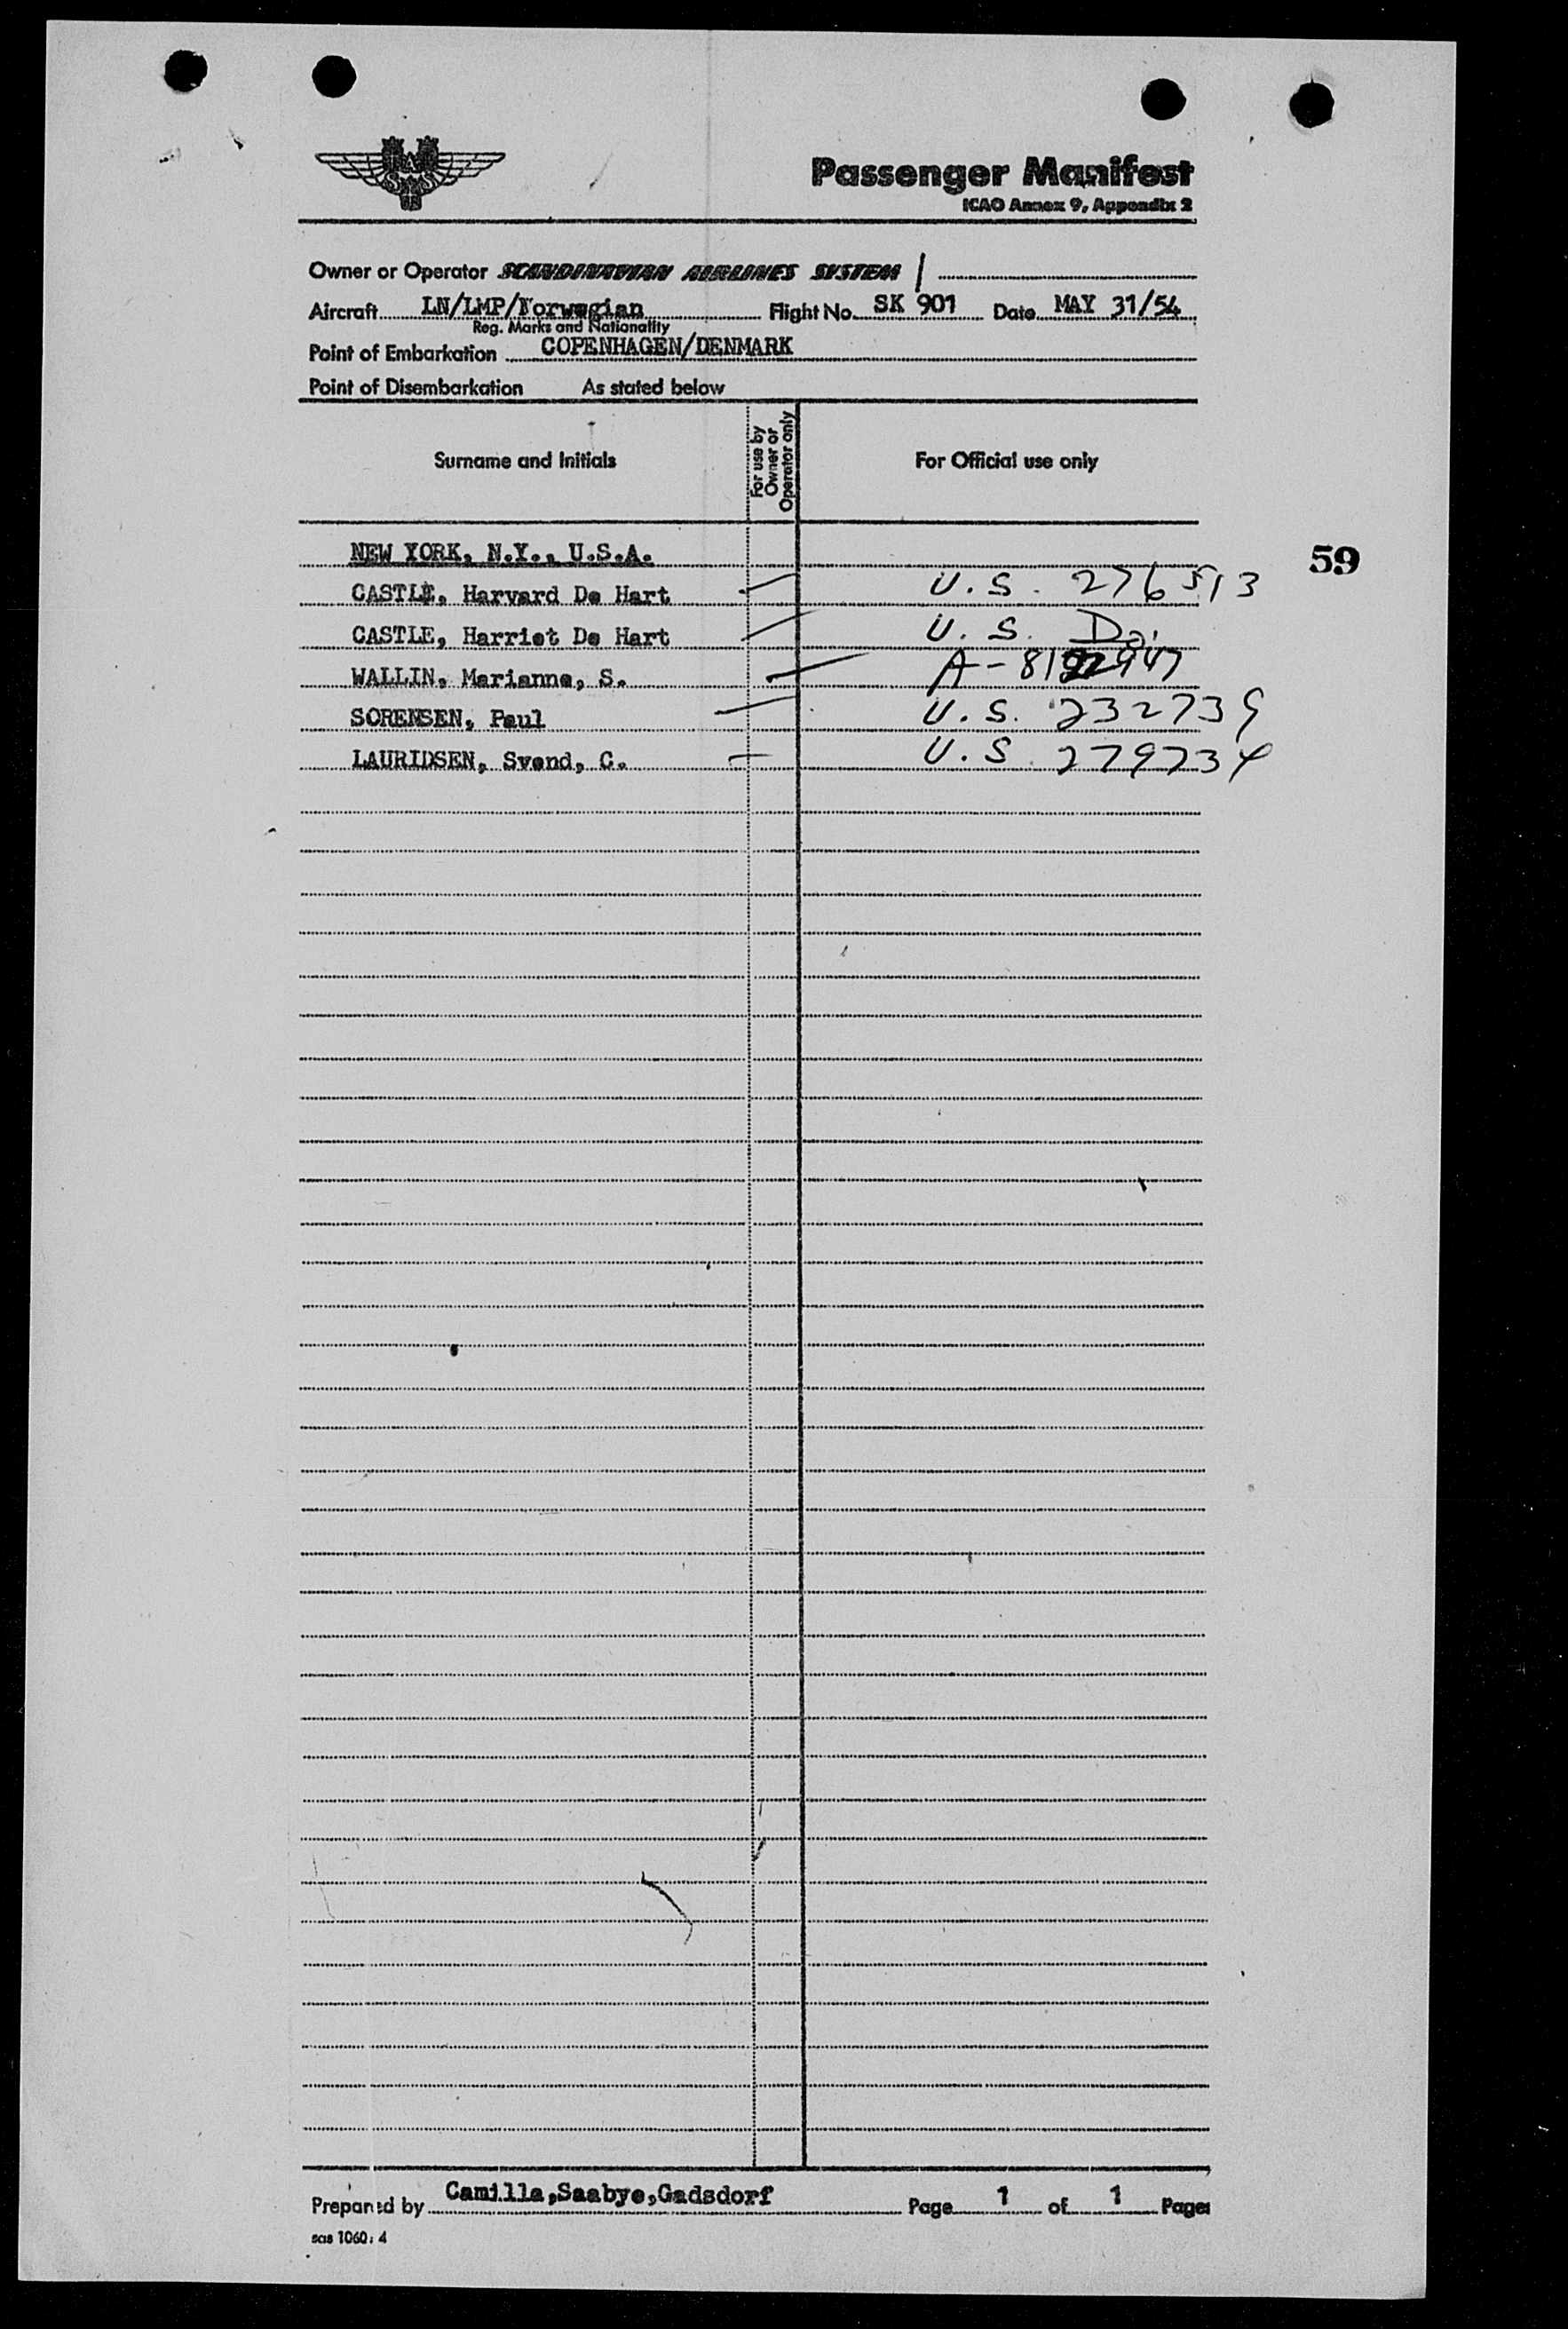 SAS
Passenger Manifest
ICAO Annex 9, Appendix 2
Owner or Operator SCANDINAVIAN AIRLINES SYSTEM /
Aircraft LN/LMP/Norwegian Flight No. SK 901 Date MAY 31/54
Reg. Marks and Nationality
Point of Embarkation COPENHAGEN/DENMARK
Point of Disembarkation As stated below
Surname and Initials For use by Owner or Operator only For Official use only
NEW YORK, N.Y., U.S.A.
59
CASTLE, Harvard De Hart U.S. 276513
CASTLE, Harriet De Hart U.S. Do.
WALLIN, Marianne, S. A-
SORENSEN, Paul U.S. 232739
LAURIDSEN, Svend, C. U.S. 279734
Prepared by Camilla,Saabye,Gadsdorf Page 1 of 1 Pages
sas 1060: 4